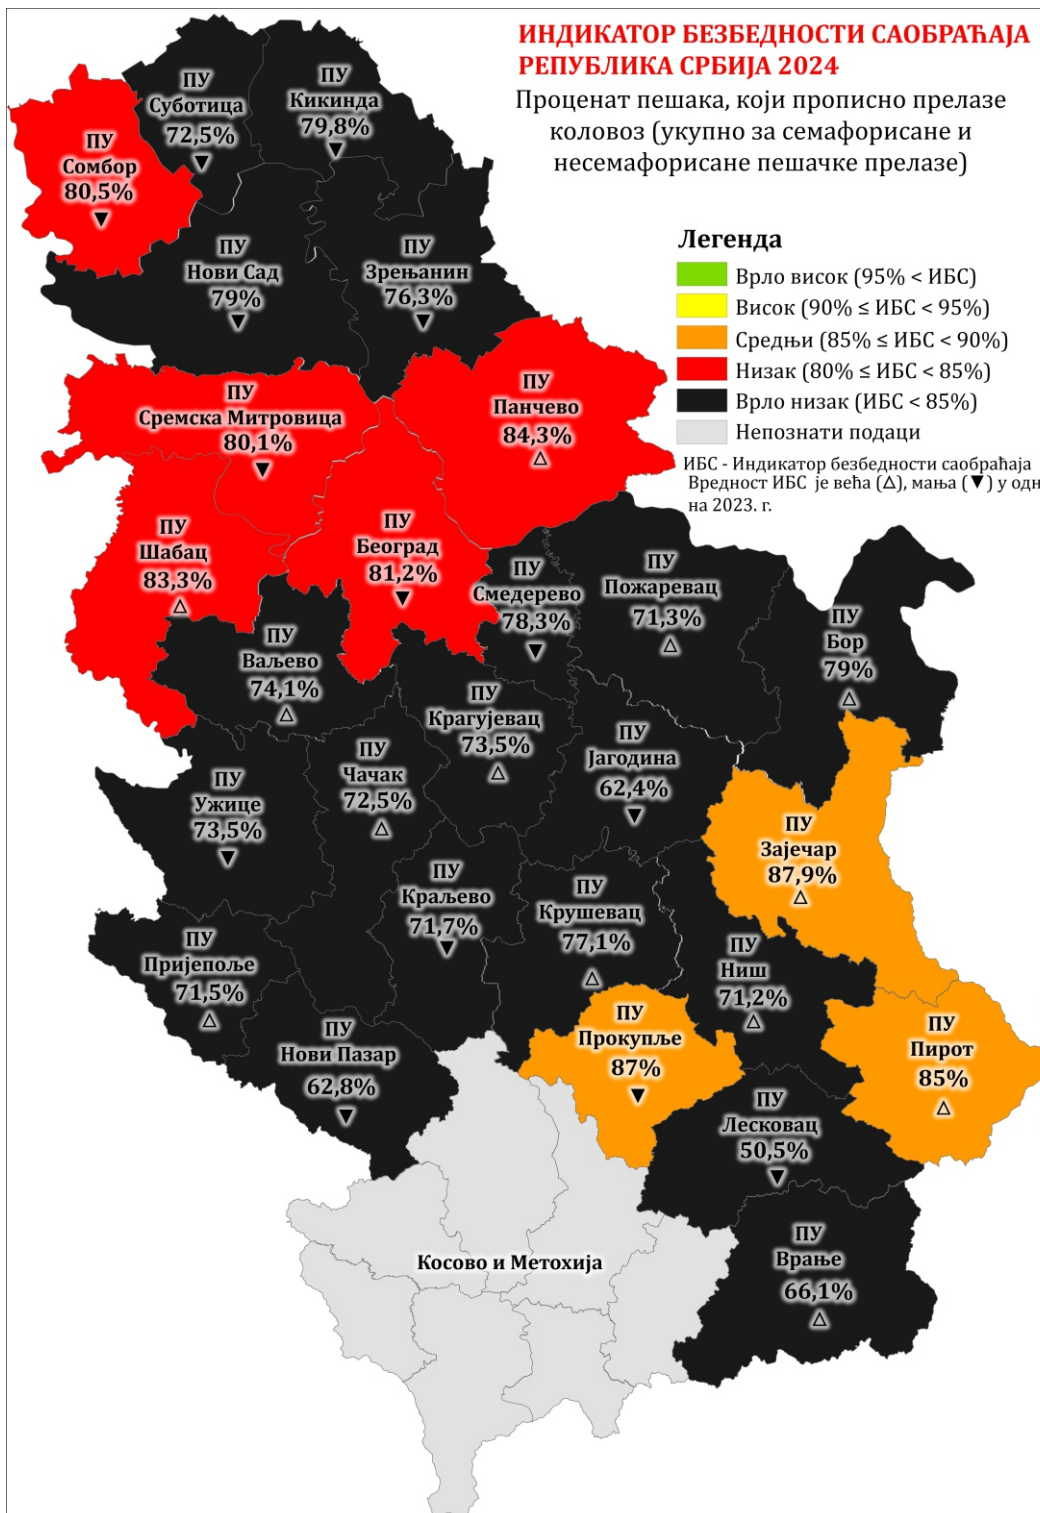 ИНДИКАТОР БЕЗБЕДНОСТИ САОБРАЋАЈА
РЕПУБЛИКА СРБИЈА 2024
Проценат пешака, који прописно прелазе
коловоз (укупно за семафорисане и
несемафорисане пешачке прелазе)
Легенда
Врло висок (95% < ИБС)
Висок (90% ≤ ИБС < 95%)
Средњи (85% ≤ ИБС < 90%)
Низак (80% ≤ ИБС < 85%)
Врло низак (ИБС < 85%)
Непознати подаци
ИБС - Индикатор безбедности саобраћаја
Вредност ИБС је већа (△), мања (▼) у одн
на 2023. г.
ПУ
Суботица
72,5%
▼
ПУ
Кикинда
79,8%
▼
ПУ
Сомбор
80,5%
▼
ПУ
Нови Сад
79%
▼
ПУ
Зрењанин
76,3%
▼
ПУ
Сремска Митровица
80,1%
▼
ПУ
Панчево
84,3%
△
ПУ
Шабац
83,3%
△
ПУ
Београд
81,2%
▼
ПУ
Смедерево
78,3%
▼
ПУ
Пожаревац
71,3%
△
ПУ
Бор
79%
△
ПУ
Ваљево
74,1%
△
ПУ
Крагујевац
73,5%
△
ПУ
Јагодина
62,4%
▼
ПУ
Чачак
72,5%
△
ПУ
Ужице
73,5%
▼
ПУ
Зајечар
87,9%
△
ПУ
Краљево
71,7%
▼
ПУ
Крушевац
77,1%
△
ПУ
Ниш
71,2%
△
ПУ
Пријепоље
71,5%
△
ПУ
Нови Пазар
62,8%
▼
ПУ
Прокупље
87%
▼
ПУ
Пирот
85%
△
ПУ
Лесковац
50,5%
▼
ПУ
Врање
66,1%
△
Косово и Метохија